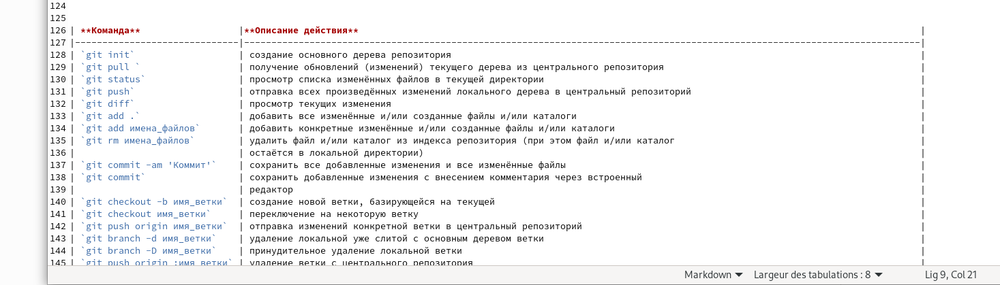 124
125
126 | **Команда** |**Описание действия** |
127 |------------------------------|----------------------------------------------------------------------------------------------------------------------------|
128 | `git init` | создание основного дерева репозитория |
129 | `git pull ` | получение обновлений (изменений) текущего дерева из центрального репозитория |
130 | `git status` | просмотр списка изменённых файлов в текущей директории |
131 | `git push` | отправка всех произведённых изменений локального дерева в центральный репозиторий |
132 | `git diff` | просмотр текущих изменения |
133 | `git add .` | добавить все изменённые и/или созданные файлы и/или каталоги |
134 | `git add имена_файлов` | добавить конкретные изменённые и/или созданные файлы и/или каталоги |
135 | `git rm имена_файлов` | удалить файл и/или каталог из индекса репозитория (при этом файл и/или каталог |
136 | | остаётся в локальной директории) |
137 | `git commit -am 'Коммит'` | сохранить все добавленные изменения и все изменённые файлы |
138 | `git commit` | сохранить добавленные изменения с внесением комментария через встроенный |
139 | | редактор |
140 | `git checkout -b имя_ветки` | создание новой ветки, базирующейся на текущей |
141 | `git checkout имя_ветки` | переключение на некоторую ветку |
142 | `git push origin имя_ветки` | отправка изменений конкретной ветки в центральный репозиторий |
143 | `git branch -d имя_ветки` | удаление локальной уже слитой с основным деревом ветки |
144 | `git branch -D имя_ветки` | принудительное удаление локальной ветки |
145 | `git push origin :имя_ветки` | удаление ветки с центрального репозитория |
Markdown Largeur des tabulations : 8 Lig 9, Col 21